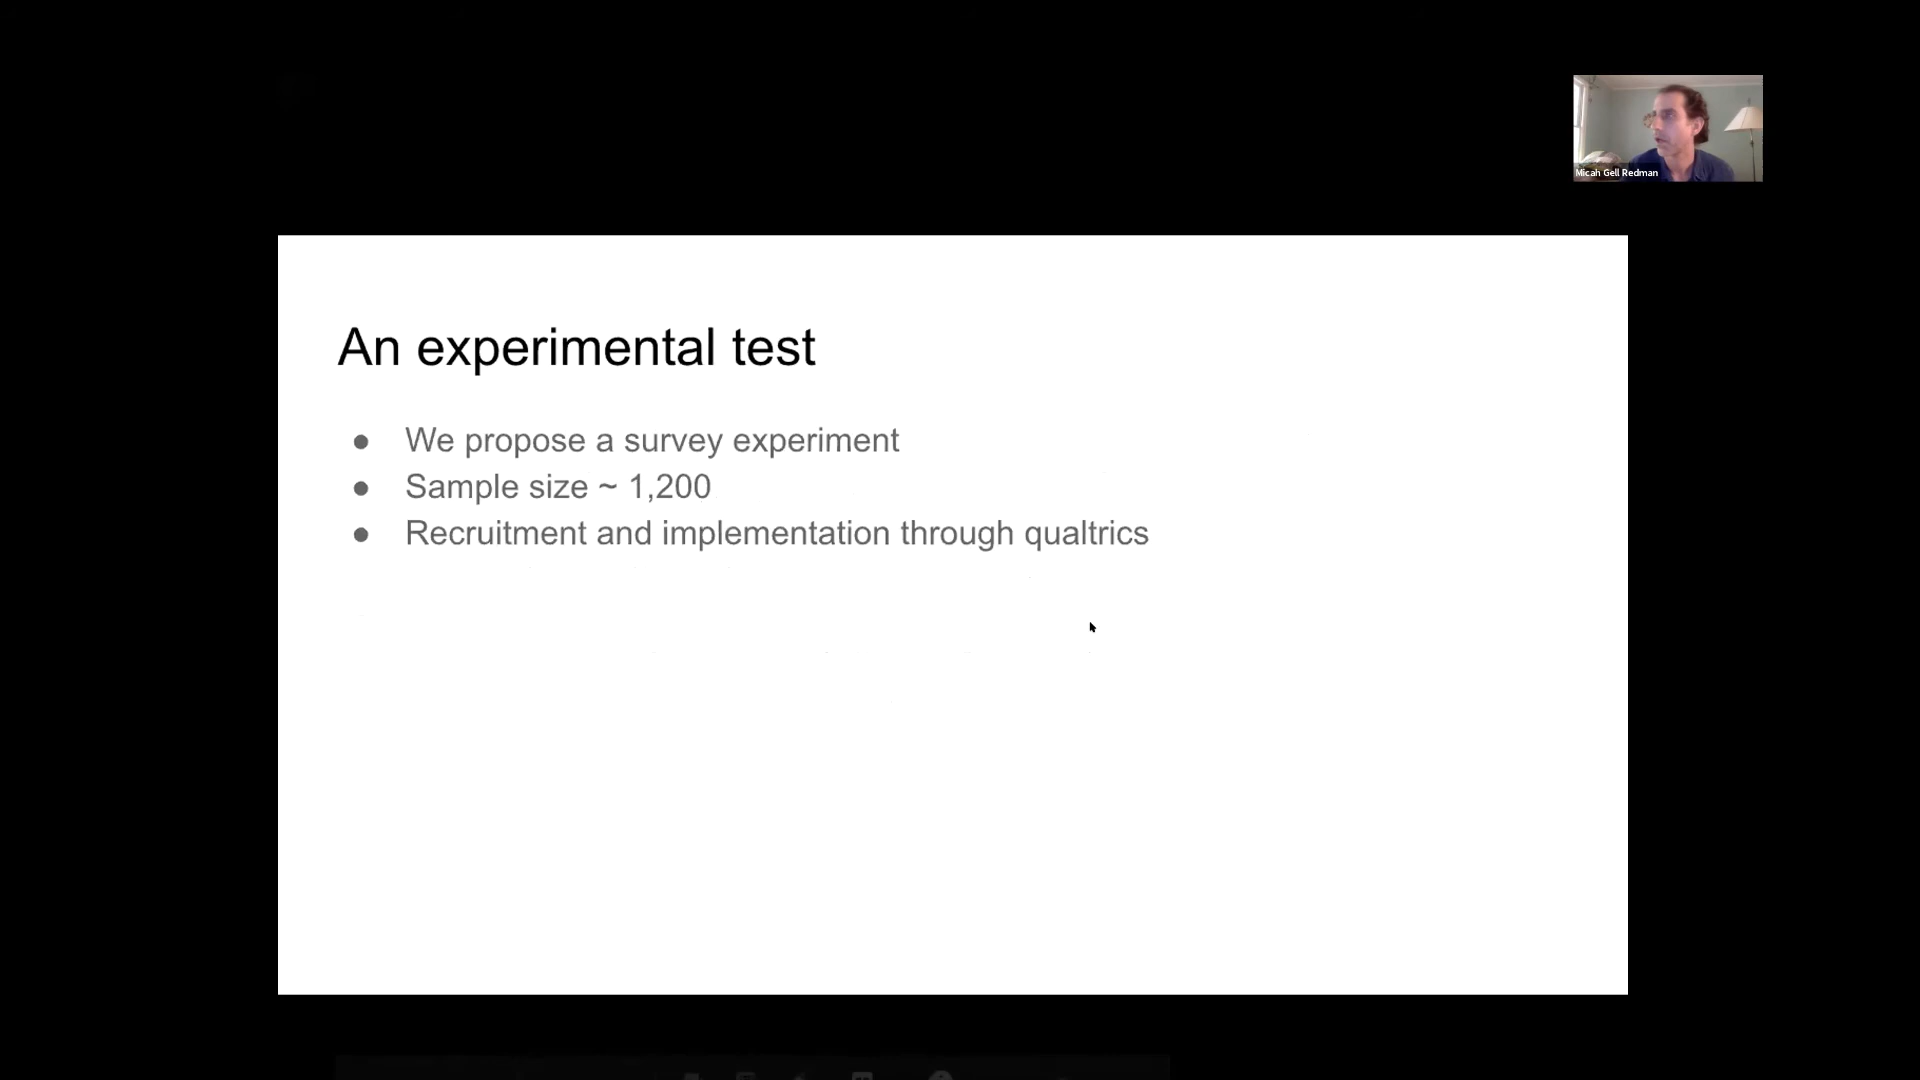 Micah Gell Redman
An experimental test
● We propose a survey experiment
● Sample size ~ 1,200
● Recruitment and implementation through qualtrics